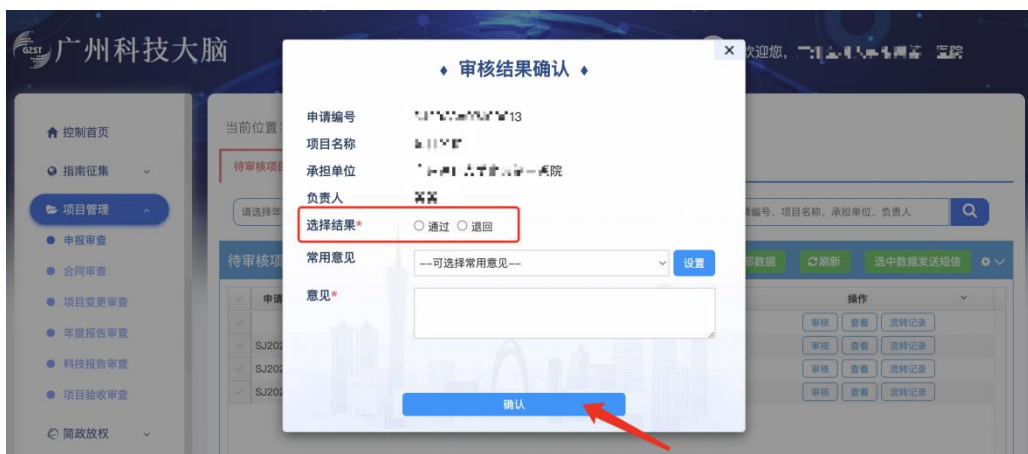 GZST 广州科技大脑
欢迎您,
医院
控制首页
指南征集
项目管理
申报审查
合同审查
项目变更审查
年度报告审查
科技报告审查
项目验收审查
简政放权
当前位置:
待审核项目
请选择年
请编号、项目名称、承担单位、负责人
待审核项
部数据
刷新
选中数据发送短信
申请
操作
审核 查看 流转记录
SJ202
审核 查看 流转记录
SJ202
审核 查看 流转记录
SJ202
审核 查看 流转记录
审核结果确认
×
申请编号
13
项目名称
承担单位
医院
负责人
选择结果*
通过 退回
常用意见
--可选择常用意见--
设置
意见*
确认